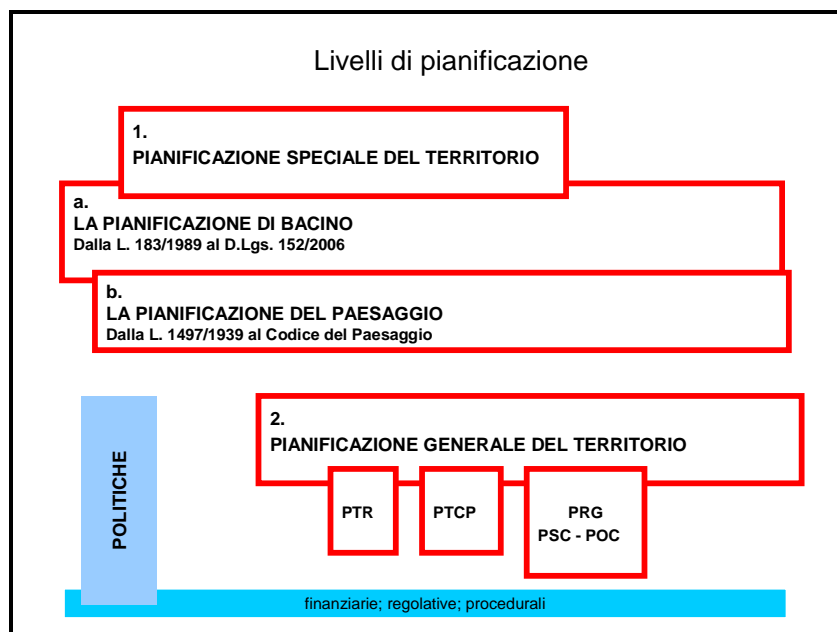 Livelli di pianificazione
1.
PIANIFICAZIONE SPECIALE DEL TERRITORIO
a.
LA PIANIFICAZIONE DI BACINO
Dalla L. 183/1989 al D.Lgs. 152/2006
b.
LA PIANIFICAZIONE DEL PAESAGGIO
Dalla L. 1497/1939 al Codice del Paesaggio
POLITICHE
2.
PIANIFICAZIONE GENERALE DEL TERRITORIO
PTR
PTCP
PRG
PSC - POC
finanziarie; regolative; procedurali